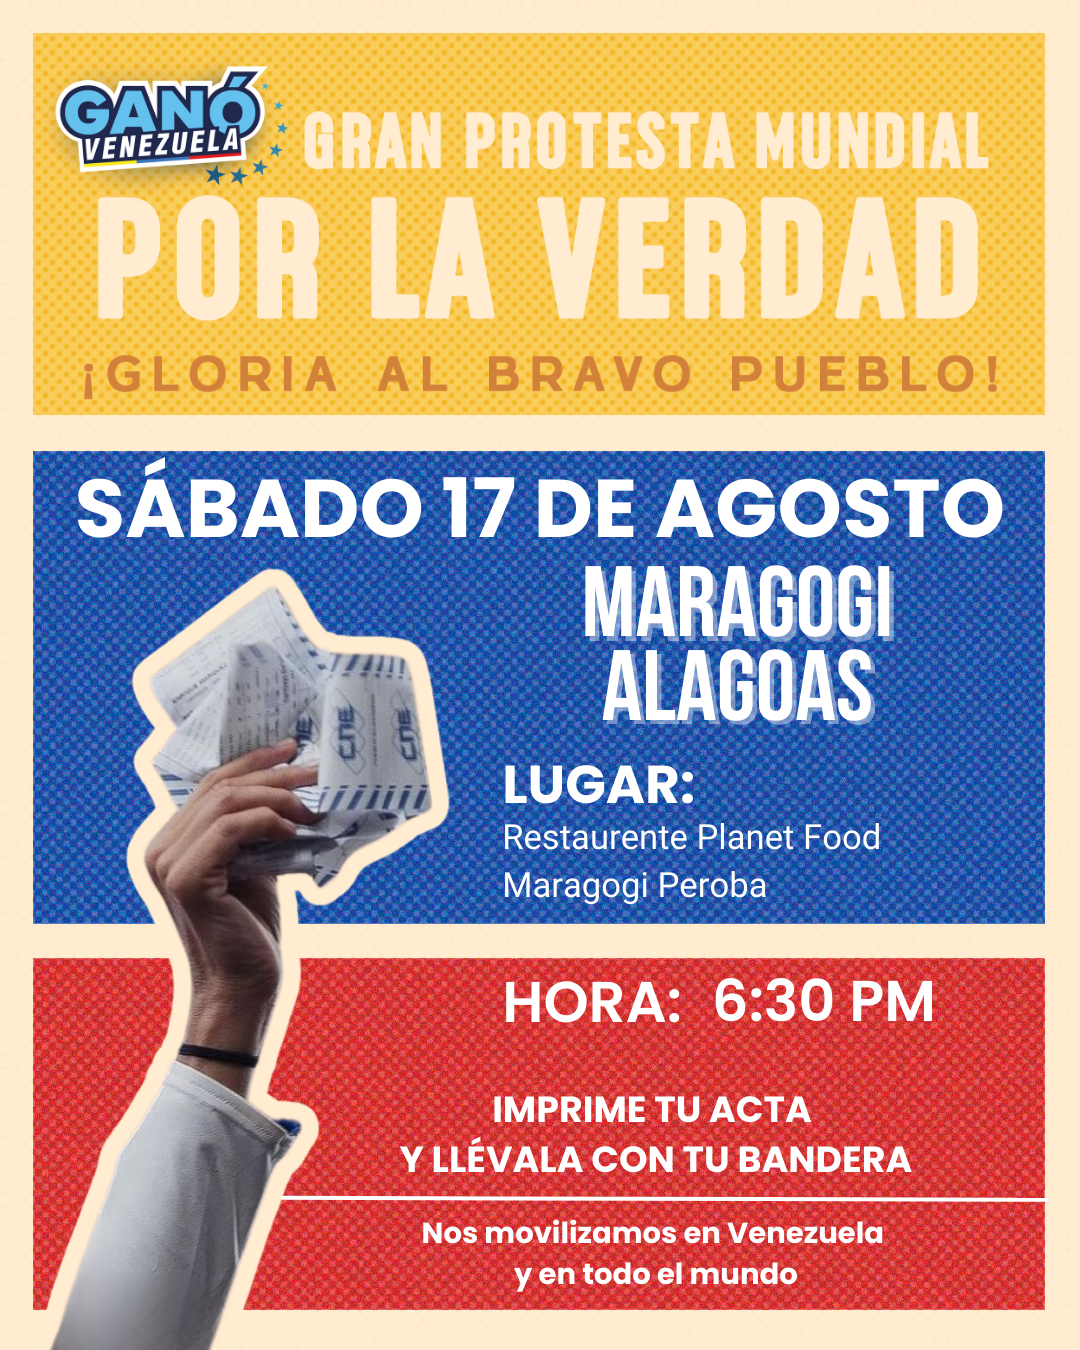 GANÓ
VENEZUELA
GRAN PROTESTA MUNDIAL
POR LA VERDAD
¡GLORIA AL BRAVO PUEBLO!
SÁBADO 17 DE AGOSTO
MARAGOGI
ALAGOAS
CNE
CNE
LUGAR:
Restaurente Planet Food
Maragogi Peroba
HORA: 6:30 PM
IMPRIME TU ACTA
Y LLÉVALA CON TU BANDERA
Nos movilizamos en Venezuela
y en todo el mundo